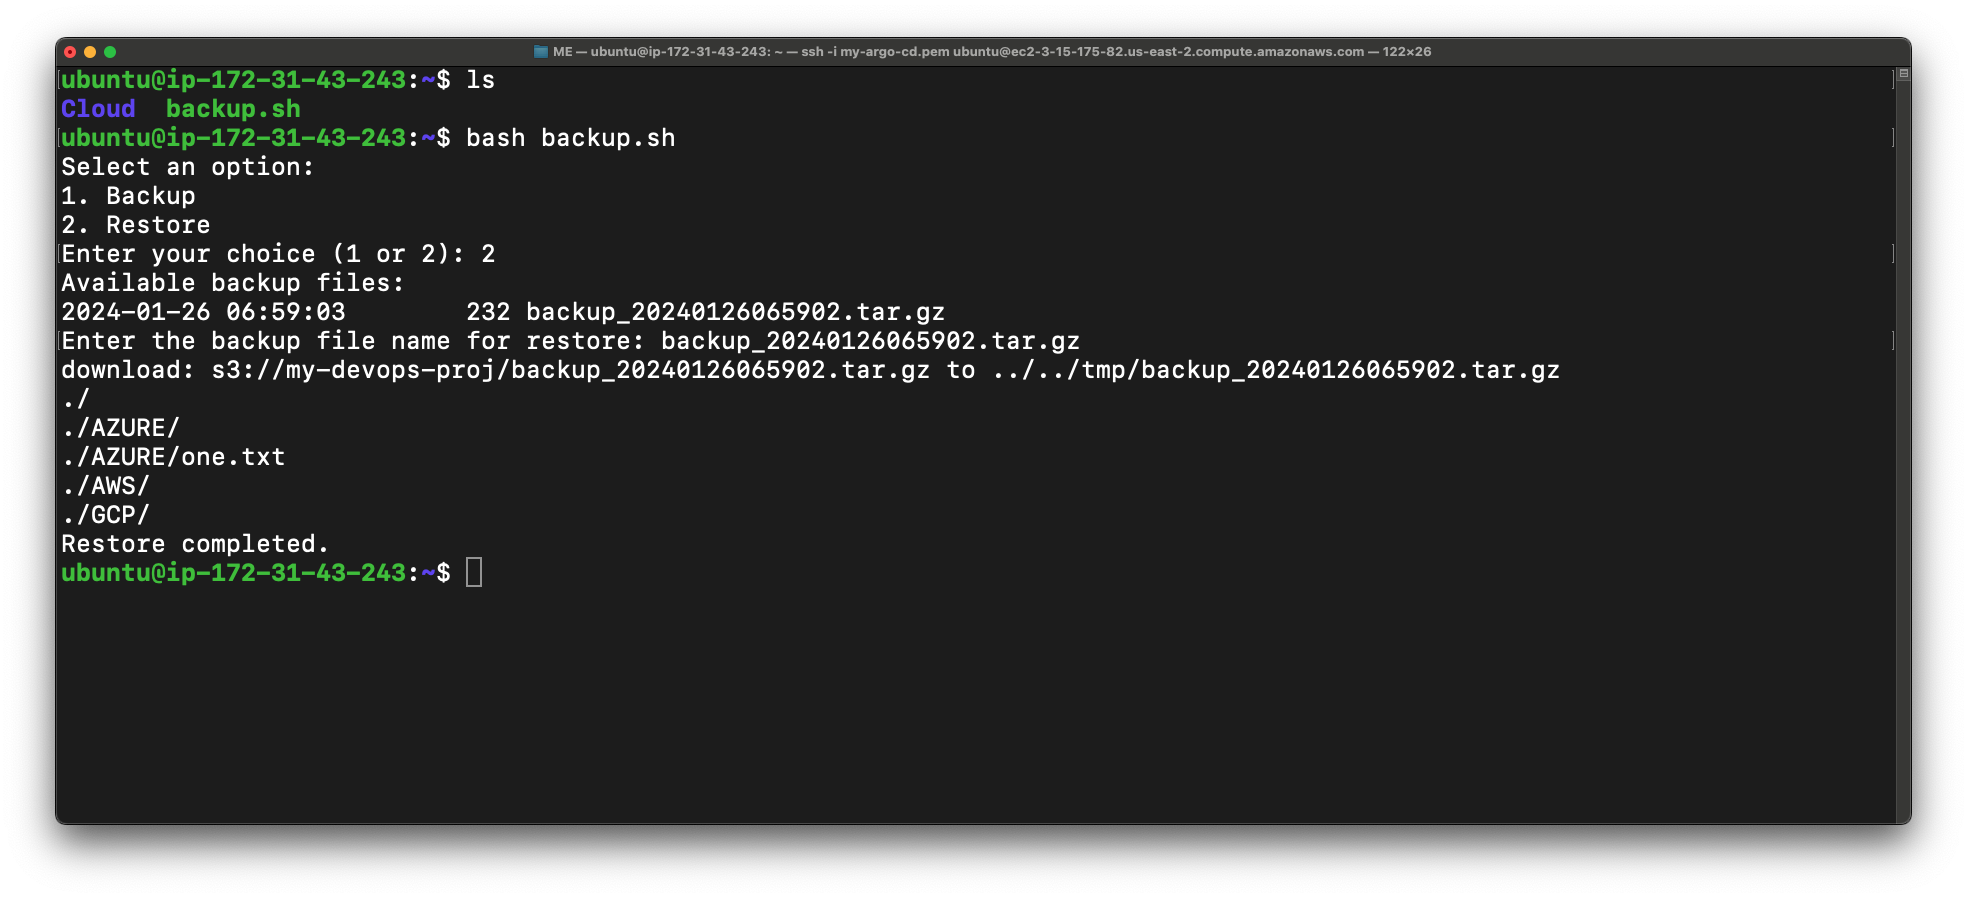 ME — ubuntu@ip-172-31-43-243: ~ — ssh -i my-argo-cd.pem ubuntu@ec2-3-15-175-82.us-east-2.compute.amazonaws.com — 122×26
ubuntu@ip-172-31-43-243:~$ ls
Cloud  backup.sh
ubuntu@ip-172-31-43-243:~$ bash backup.sh
Select an option:
1. Backup
2. Restore
Enter your choice (1 or 2): 2
Available backup files:
2024-01-26 06:59:03        232 backup_20240126065902.tar.gz
Enter the backup file name for restore: backup_20240126065902.tar.gz
download: s3://my-devops-proj/backup_20240126065902.tar.gz to ../../tmp/backup_20240126065902.tar.gz
./
./AZURE/
./AZURE/one.txt
./AWS/
./GCP/
Restore completed.
ubuntu@ip-172-31-43-243:~$